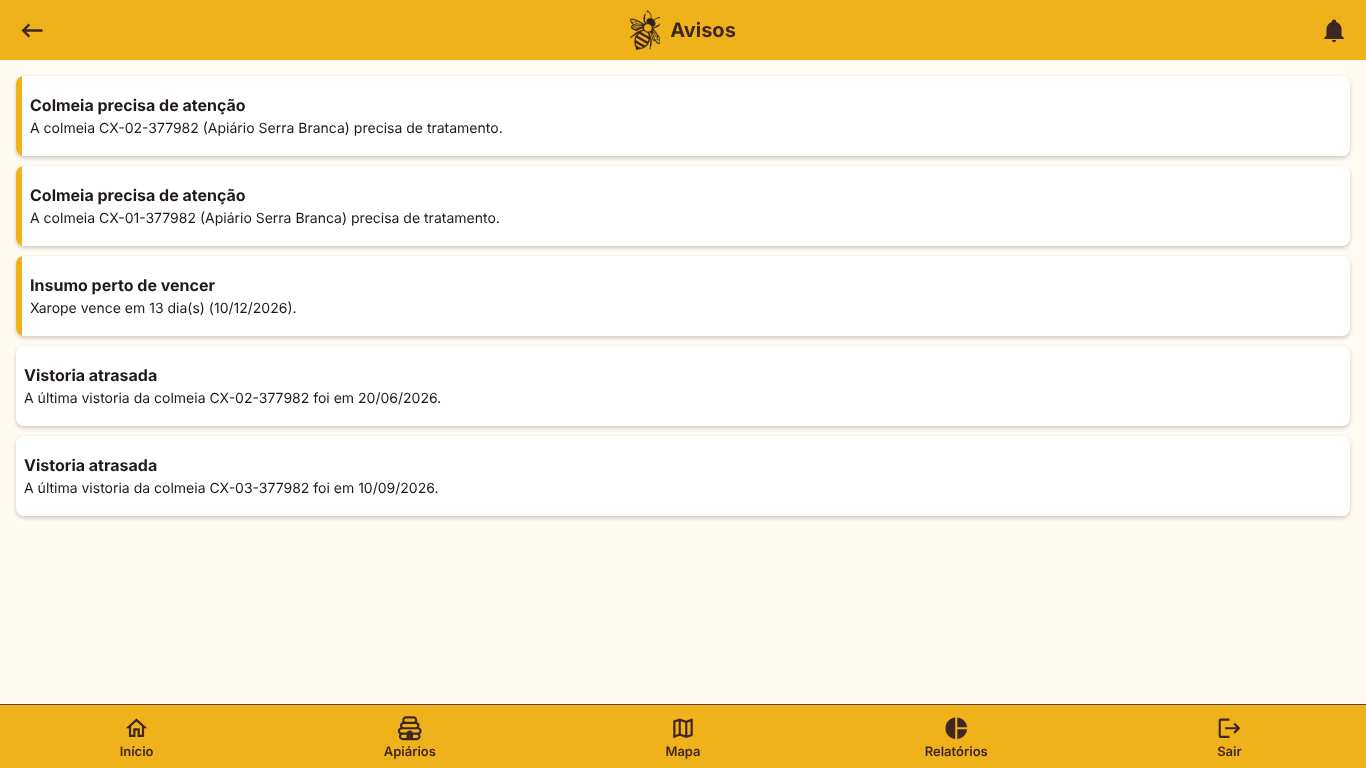 Avisos
Colmeia precisa de atenção
A colmeia CX-02-377982 (Apiário Serra Branca) precisa de tratamento.
Colmeia precisa de atenção
A colmeia CX-01-377982 (Apiário Serra Branca) precisa de tratamento.
Insumo perto de vencer
Xarope vence em 13 dia(s) (10/12/2026).
Vistoria atrasada
A última vistoria da colmeia CX-02-377982 foi em 20/06/2026.
Vistoria atrasada
A última vistoria da colmeia CX-03-377982 foi em 10/09/2026.
Início
Apiários
Mapa
Relatórios
Sair